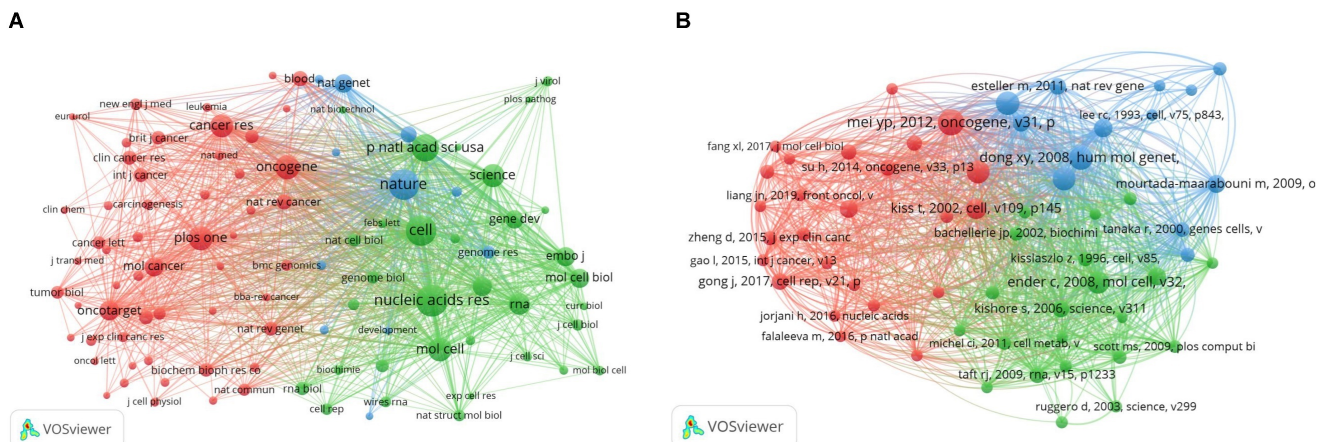 A
blood
nat genet
j virol
plos pathog
new engl j med
leukemia
nat biotechnol
eur urol
cancer res
brit j cancer
p natl acad sci usa
clin cancer res
nat med
int j cancer
oncogene
science
nature
clin chem
carcinogenesis
nat rev cancer
febs lett
gene dev
cell
plos one
nat cell biol
cancer lett
genome res
embo j
j transl med
mol cancer
bmc genomics
genome biol
mol cell biol
tumor biol
bba-rev cancer
nucleic acids res
rna
curr biol
oncotarget
nat rev genet
development
j cell biol
j exp clin canc res
mol cell
j cell sci
oncol lett
biochem bioph res co
biochimie
mol biol cell
nat commun
rna biol
exp cell res
j cell physiol
cell rep
wires rna
nat struct mol biol
VOSviewer
B
esteller m, 2011, nat rev gene
mei yp, 2012, oncogene, v31, p
lee rc, 1993, cell, v75, p843,
fang xl, 2017, j mol cell biol
su h, 2014, oncogene, v33, p13
dong xy, 2008, hum mol genet,
mourtada-maarabouni m, 2009, o
liang jn, 2019, front oncol, v
kiss t, 2002, cell, v109, p145
zheng d, 2015, j exp clin canc
bachellerie jp, 2002, biochimi
tanaka r, 2000, genes cells, v
gao l, 2015, int j cancer, v13
kisslaszlo z, 1996, cell, v85,
gong j, 2017, cell rep, v21, p
ender c, 2008, mol cell, v32,
jorjani h, 2016, nucleic acids
kishore s, 2006, science, v311
falaleeva m, 2016, p natl acad
michel ci, 2011, cell metab, v
scott ms, 2009, plos comput bi
taft rj, 2009, rna, v15, p1233
ruggero d, 2003, science, v299
VOSviewer